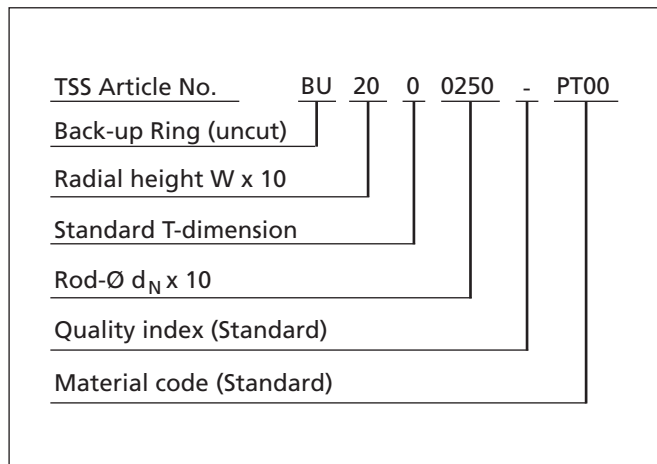 TSS Article No. BU 20 0 0250 - PT00
Back-up Ring (uncut)
Radial height W x 10
Standard T-dimension
Rod-Ø dN x 10
Quality index (Standard)
Material code (Standard)